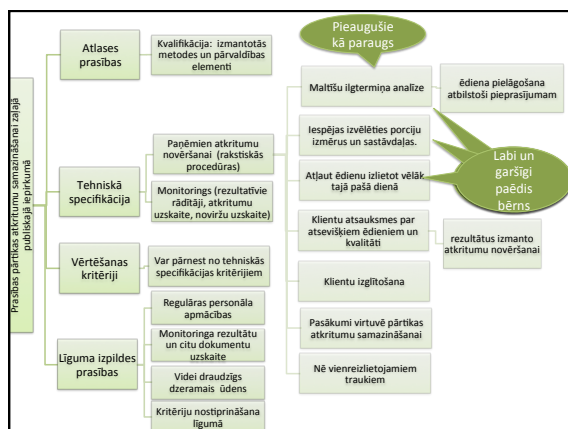 Prasības pārtikas atkritumu samazināšanai zaļajā
publiskajā iepirkumā
Atlases
prasības
Kvalifikācija: izmantotās
metodes un pārvaldības
elementi
Tehniskā
specifikācija
Paņēmien atkritumu
novēršanai (rakstiskās
procedūras)
Monitorings (rezultatīvie
rādītāji, atkritumu
uzskaite, noviržu uzskaite)
Vērtēšanas
kritēriji
Var pārnest no tehniskās
specifikācijas kritērijiem
Līguma izpildes
prasības
Regulāras personāla
apmācības
Monitoringa rezultātu
un citu dokumentu
uzskaite
Videi draudzīgs
dzeramais ūdens
Kritēriju nostiprināšana
līgumā
Pieaugušie
kā paraugs
Maltīšu ilgtermiņa analīze
ēdiena pielāgošana
atbilstoši pieprasījumam
Iespējas izvēlēties porciju
izmērus un sastāvdaļas.
Atļaut ēdienu izlietot vēlāk
tajā pašā dienā
Labi un
garšīgi
paēdis
bērns
Klientu atsauksmes par
atsevišķiem ēdieniem un
kvalitāti
rezultātus izmanto
atkritumu novēršanai
Klientu izglītošana
Pasākumi virtuvē pārtikas
atkritumu samazināšanai
Nē vienreizlietojamiem
traukiem